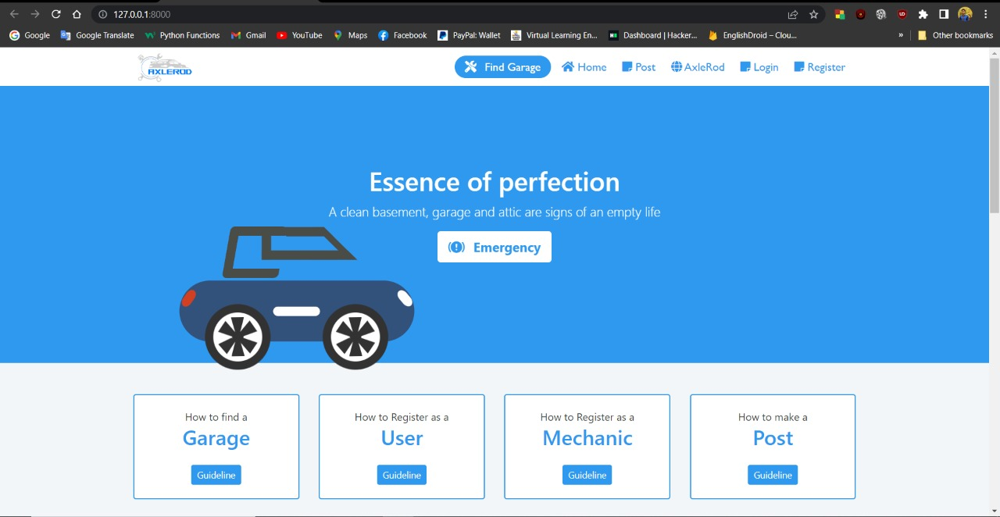 127.0.0.1:8000
Google
Google Translate
Python Functions
Gmail
YouTube
Maps
Facebook
PayPal: Wallet
Virtual Learning En...
Dashboard | Hacker...
EnglishDroid – Clou...
»
Other bookmarks
AXLEROD
Find Garage
Home
Post
AxleRod
Login
Register
Essence of perfection
A clean basement, garage and attic are signs of an empty life
Emergency
How to find a
Garage
Guideline
How to Register as a
User
Guideline
How to Register as a
Mechanic
Guideline
How to make a
Post
Guideline